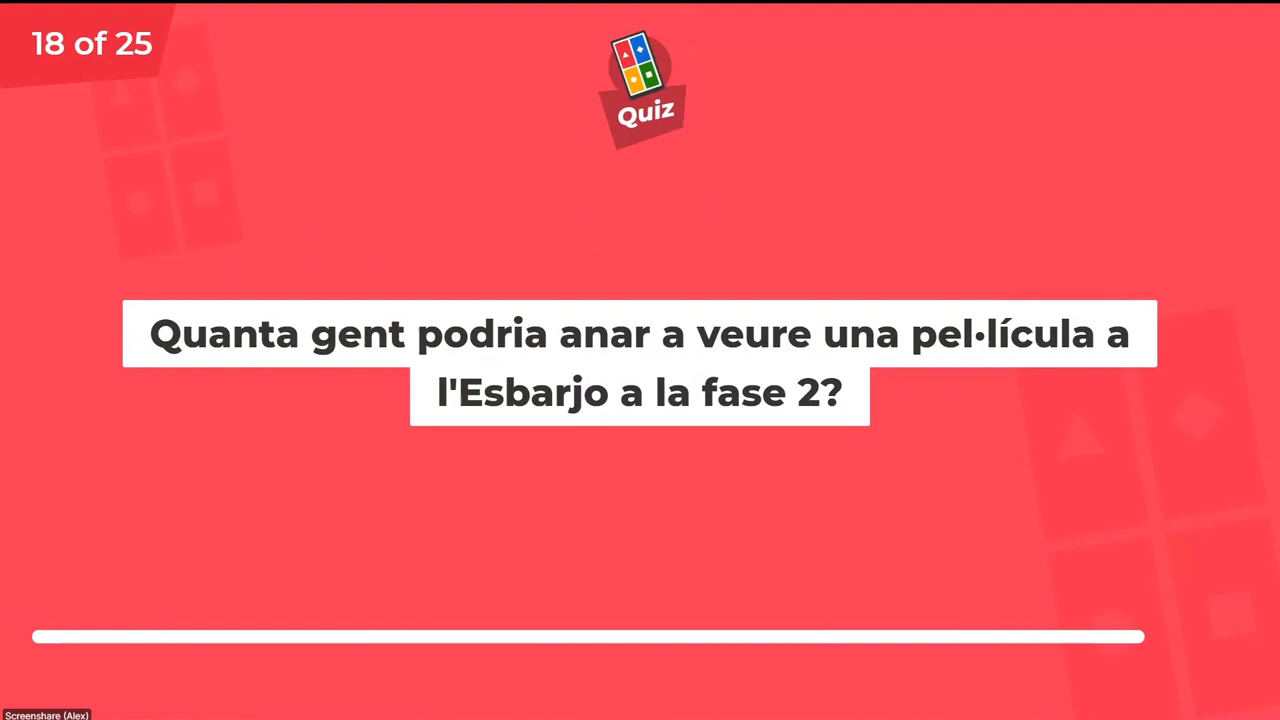 18 of 25
Quiz
Quanta gent podria anar a veure una pel·lícula a
l'Esbarjo a la fase 2?
Screenshare (Alex)